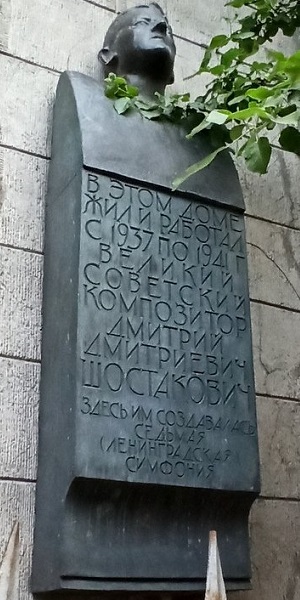 В ЭТОМ ДОМЕ
ЖИЛ И РАБОТАЛ
С 1937 ПО 1941 Г
ВЕЛИКИЙ
СОВЕТСКИЙ
КОМПОЗИТОР
ДМИТРИЙ
ДМИТРИЕВИЧ
ШОСТАКОВИЧ
ЗДЕСЬ ИМ СОЗДАВАЛАСЬ
СЕДЬМАЯ
(ЛЕНИНГРАДСКАЯ)
СИМФОНИЯ